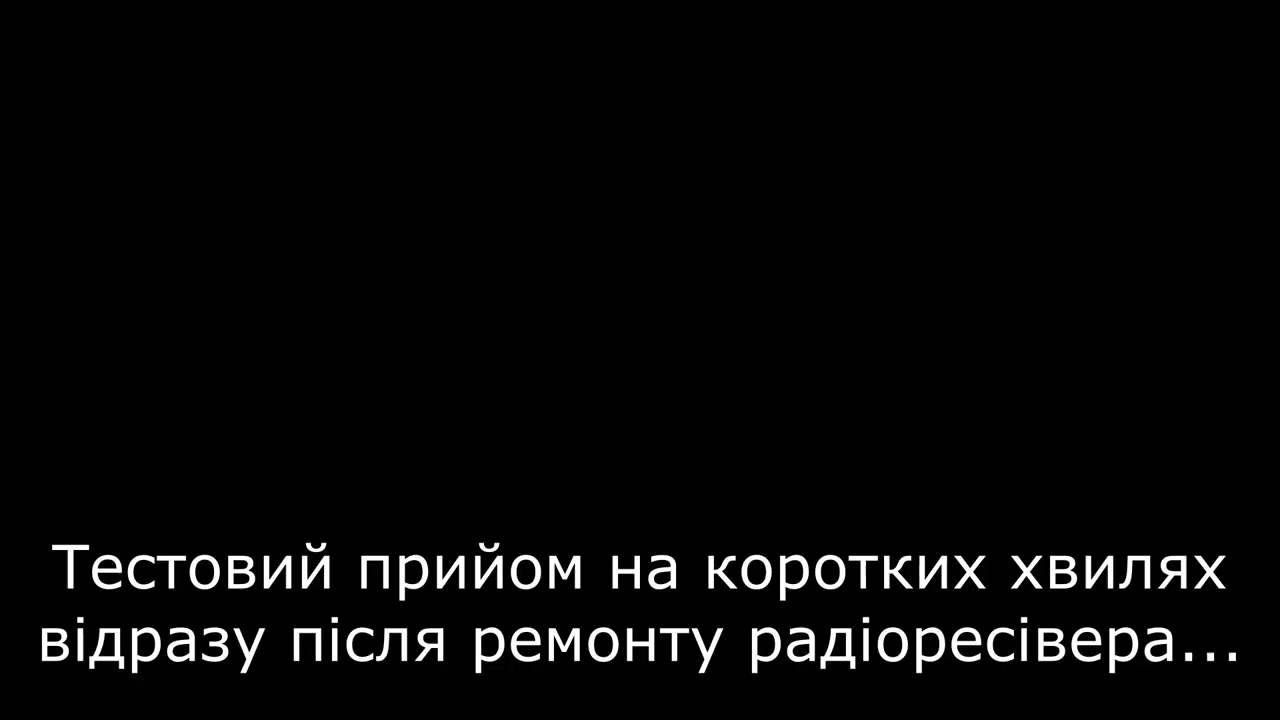 Тестовий прийом на коротких хвилях
відразу після ремонту радіоресівера...